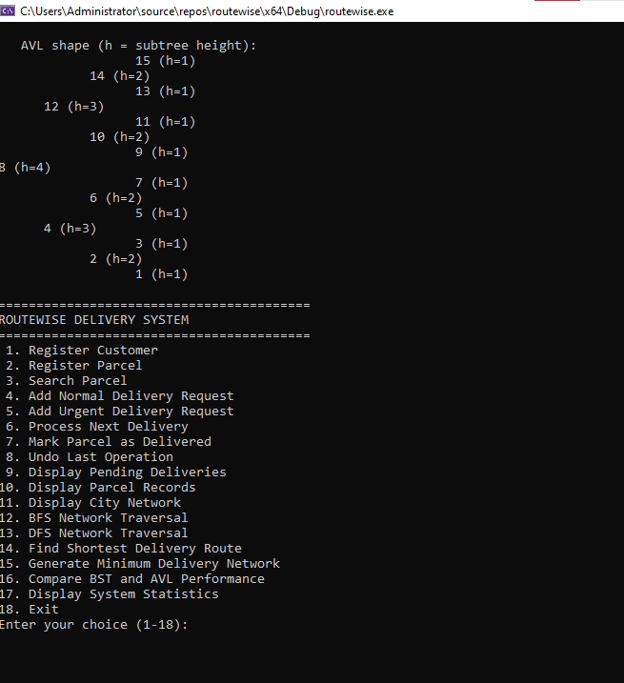 C:\Users\Administrator\source\repos\routewise\x64\Debug\routewise.exe
AVL shape (h = subtree height):
15 (h=1)
14 (h=2)
13 (h=1)
12 (h=3)
11 (h=1)
10 (h=2)
9 (h=1)
8 (h=4)
7 (h=1)
6 (h=2)
5 (h=1)
4 (h=3)
3 (h=1)
2 (h=2)
1 (h=1)
=========================================
ROUTEWISE DELIVERY SYSTEM
=========================================
1. Register Customer
2. Register Parcel
3. Search Parcel
4. Add Normal Delivery Request
5. Add Urgent Delivery Request
6. Process Next Delivery
7. Mark Parcel as Delivered
8. Undo Last Operation
9. Display Pending Deliveries
10. Display Parcel Records
11. Display City Network
12. BFS Network Traversal
13. DFS Network Traversal
14. Find Shortest Delivery Route
15. Generate Minimum Delivery Network
16. Compare BST and AVL Performance
17. Display System Statistics
18. Exit
Enter your choice (1-18):